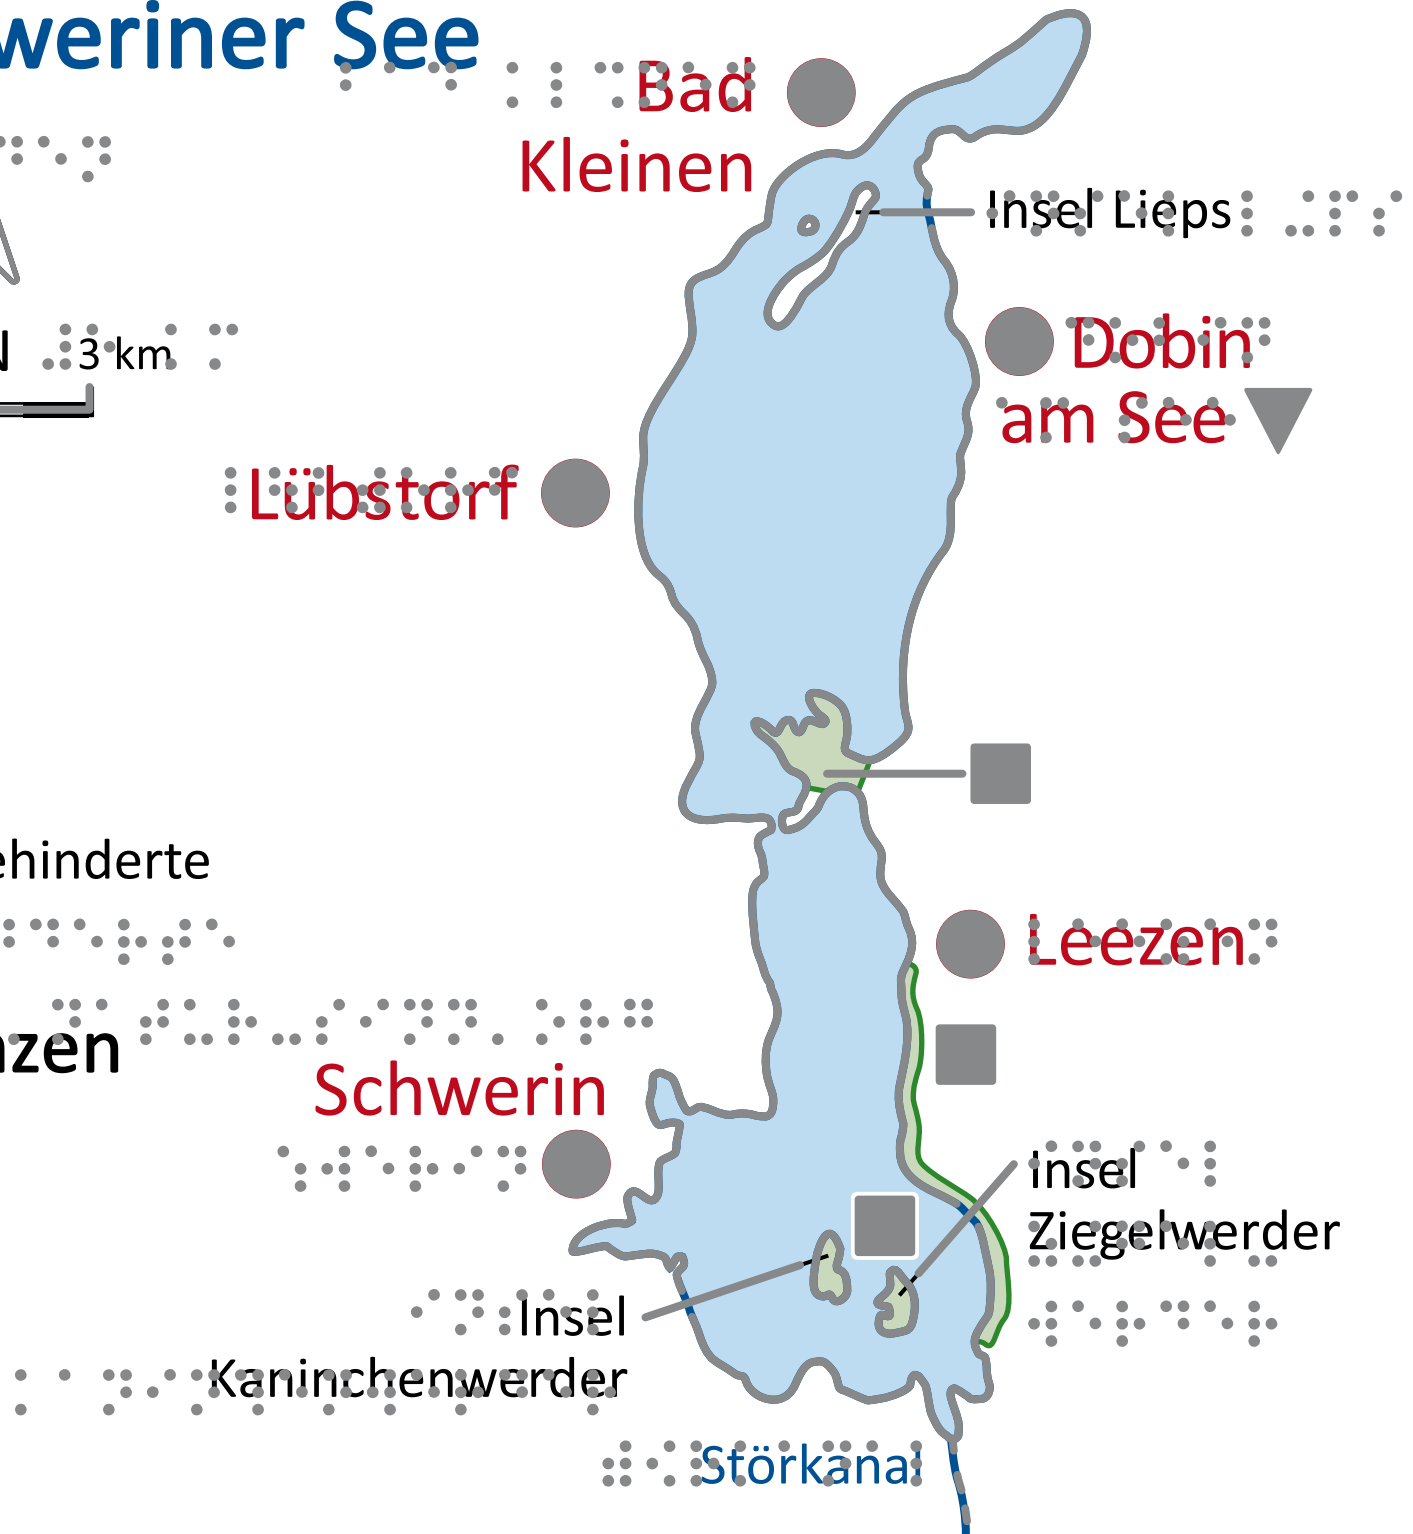 weriner See
Bad
Kleinen
Insel Lieps
N 3 km
Dobin
am See
Lübstorf
ehinderte
Leezen
nzen
Schwerin
Insel
Ziegelwerder
Insel
Kaninchenwerder
Störkanal